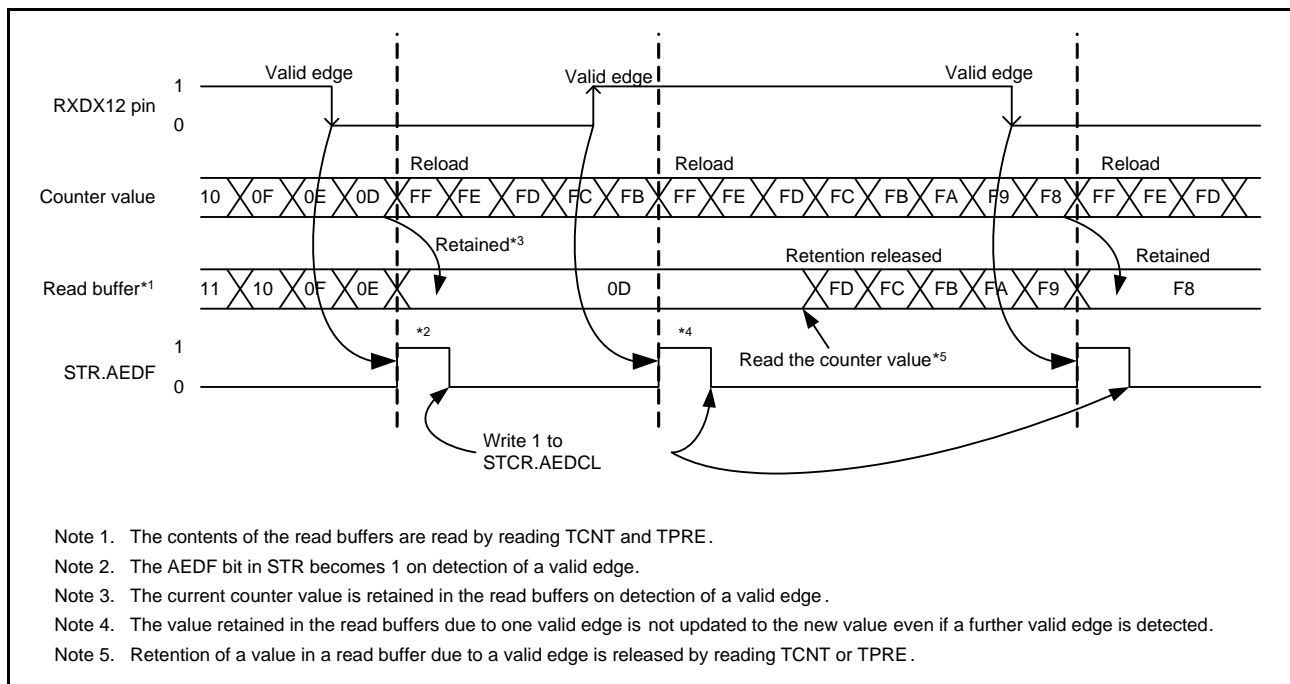 Valid edge Valid edge Valid edge
1
RXDX12 pin
0
Reload Reload Reload
Counter value 10 0F 0E 0D FF FE FD FC FB FF FE FD FC FB FA F9 F8 FF FE FD
Retained*3 Retention released Retained
Read buffer*1 11 10 0F 0E 0D FD FC FB FA F9 F8
*2 *4
1
Read the counter value*5
STR.AEDF
0
Write 1 to
STCR.AEDCL
Note 1. The contents of the read buffers are read by reading TCNT and TPRE.
Note 2. The AEDF bit in STR becomes 1 on detection of a valid edge.
Note 3. The current counter value is retained in the read buffers on detection of a valid edge.
Note 4. The value retained in the read buffers due to one valid edge is not updated to the new value even if a further valid edge is detected.
Note 5. Retention of a value in a read buffer due to a valid edge is released by reading TCNT or TPRE.